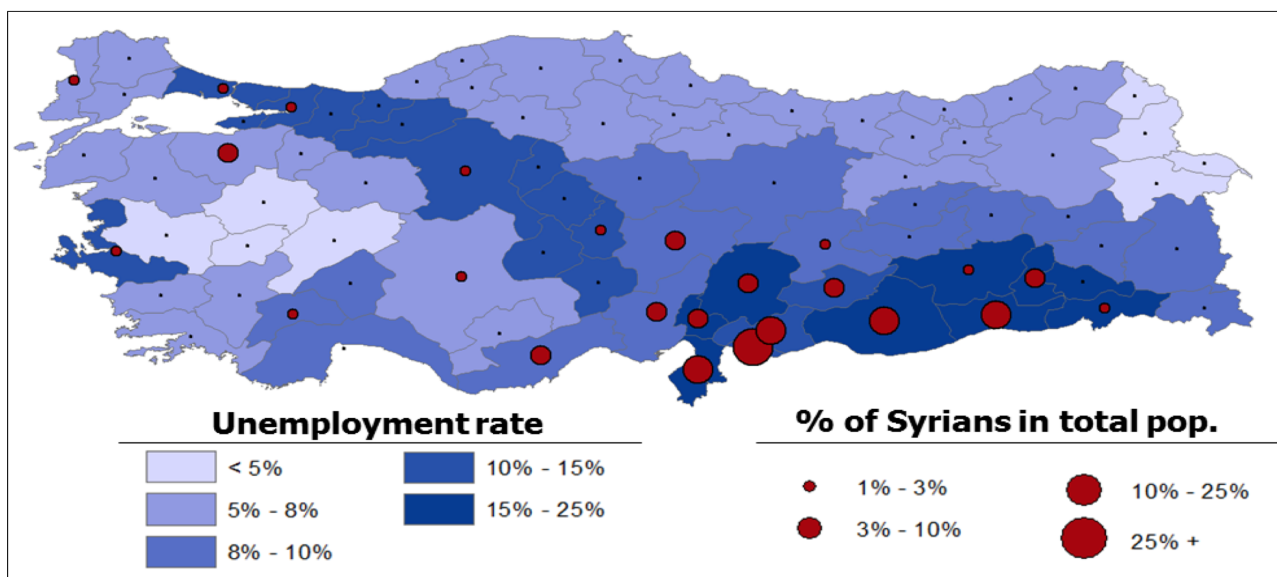 Unemployment rate
< 5%
5% - 8%
8% - 10%
10% - 15%
15% - 25%
% of Syrians in total pop.
1% - 3%
3% - 10%
10% - 25%
25% +